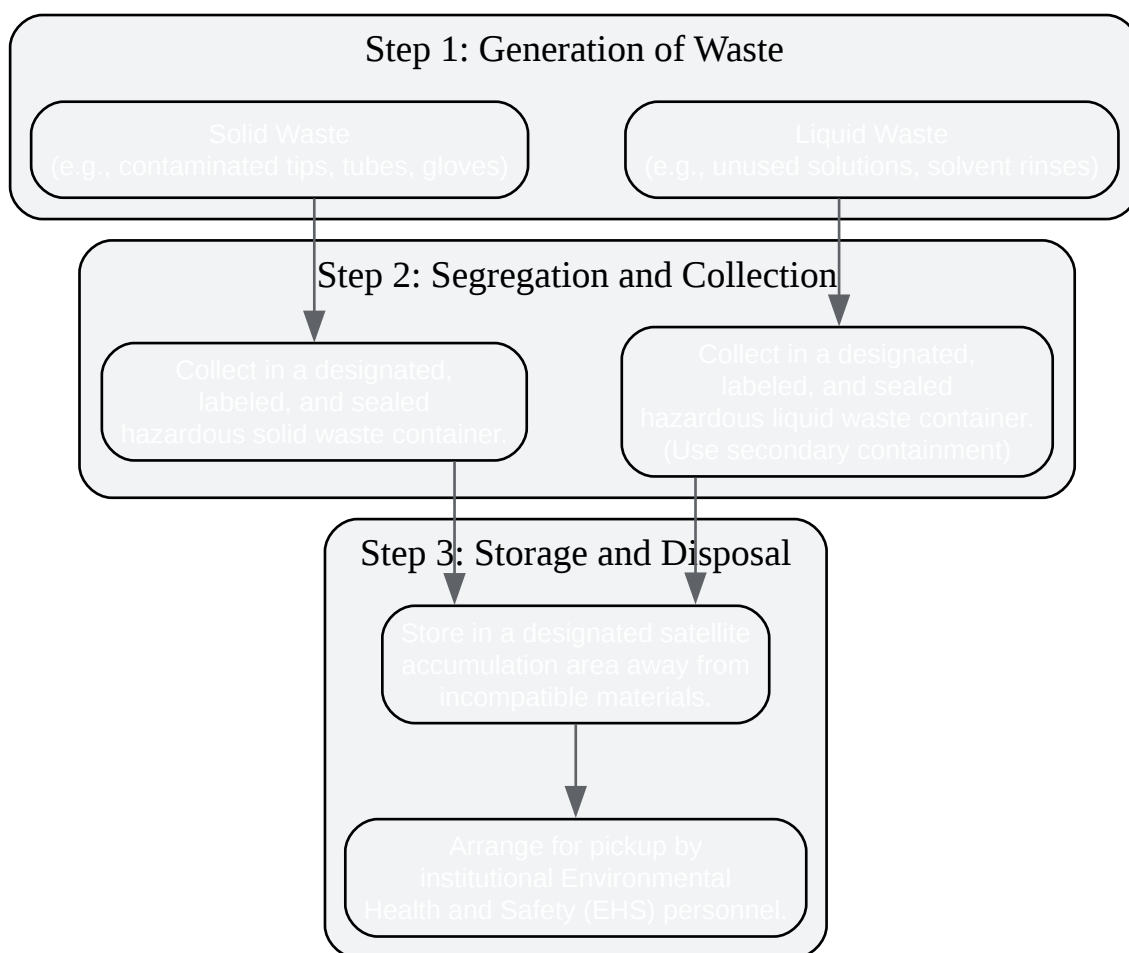 Step 1: Generation of Waste
Solid Waste
(e.g., contaminated tips, tubes, gloves)
Liquid Waste
(e.g., unused solutions, solvent rinses)
Step 2: Segregation and Collection
Collect in a designated,
labeled, and sealed
hazardous solid waste container.
Collect in a designated,
labeled, and sealed
hazardous liquid waste container.
(Use secondary containment)
Step 3: Storage and Disposal
Store in a designated satellite
accumulation area away from
incompatible materials.
Arrange for pickup by
institutional Environmental
Health and Safety (EHS) personnel.